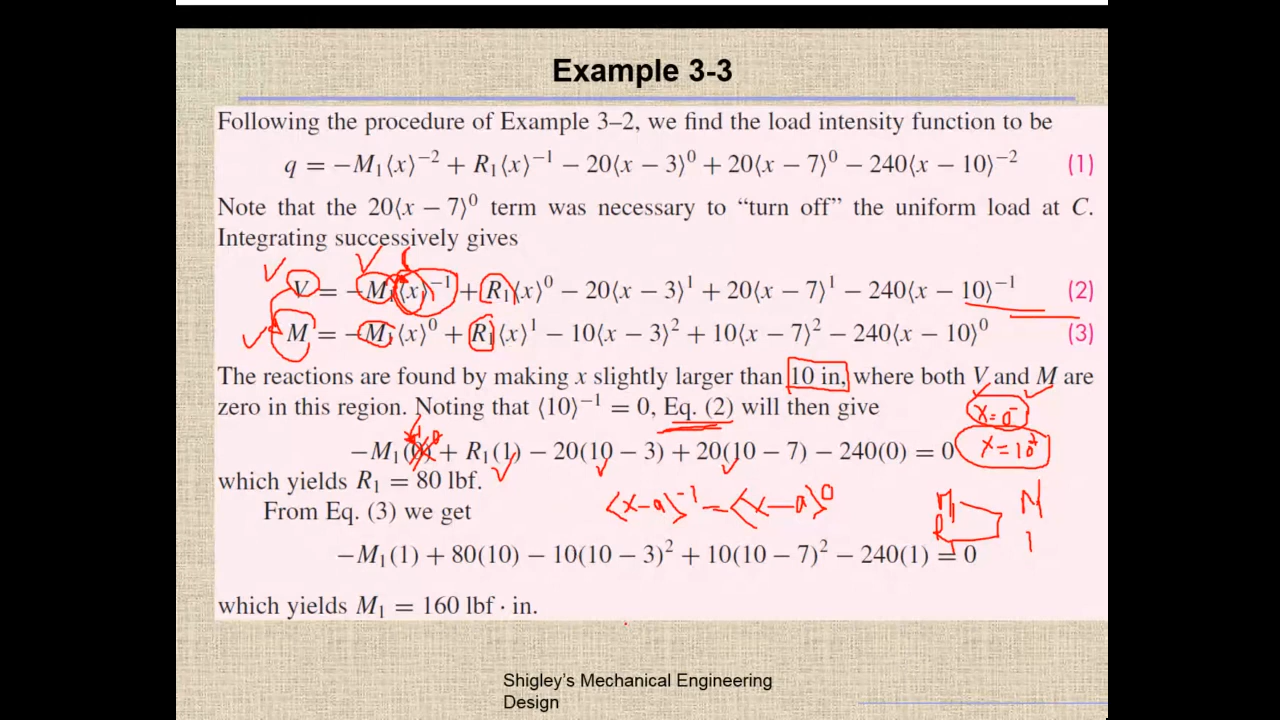 Example 3-3
Following the procedure of Example 3–2, we find the load intensity function to be
q = −M₁⟨x⟩⁻² + R₁⟨x⟩⁻¹ − 20⟨x − 3⟩⁰ + 20⟨x − 7⟩⁰ − 240⟨x − 10⟩⁻² (1)
Note that the 20⟨x − 7⟩⁰ term was necessary to “turn off” the uniform load at C.
Integrating successively gives
V = −M₁⟨x⟩⁻¹ + R₁⟨x⟩⁰ − 20⟨x − 3⟩¹ + 20⟨x − 7⟩¹ − 240⟨x − 10⟩⁻¹ (2)
M = −M₁⟨x⟩⁰ + R₁⟨x⟩¹ − 10⟨x − 3⟩² + 10⟨x − 7⟩² − 240⟨x − 10⟩⁰ (3)
The reactions are found by making x slightly larger than 10 in, where both V and M are
zero in this region. Noting that ⟨10⟩⁻¹ = 0, Eq. (2) will then give
x = 0⁻
−M₁(0) + R₁(1) − 20(10 − 3) + 20(10 − 7) − 240(0) = 0
x = 10⁺
which yields R₁ = 80 lbf.
⟨x−a⟩⁻¹ = ⟨x−a⟩⁰
M₁
M
R₁
From Eq. (3) we get
−M₁(1) + 80(10) − 10(10 − 3)² + 10(10 − 7)² − 240(1) = 0
which yields M₁ = 160 lbf · in.
Shigley’s Mechanical Engineering
Design